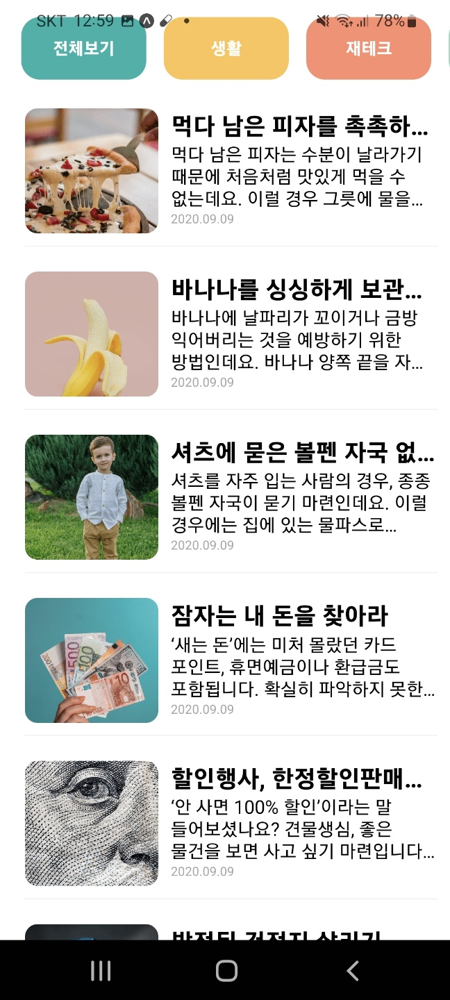 SKT 12:59 78%
전체보기 생활 재테크
먹다 남은 피자를 촉촉하...
먹다 남은 피자는 수분이 날라가기
때문에 처음처럼 맛있게 먹을 수
없는데요. 이럴 경우 그릇에 물을...
2020.09.09
바나나를 싱싱하게 보관...
바나나에 날파리가 꼬이거나 금방
익어버리는 것을 예방하기 위한
방법인데요. 바나나 양쪽 끝을 자...
2020.09.09
셔츠에 묻은 볼펜 자국 없...
셔츠를 자주 입는 사람의 경우, 종종
볼펜 자국이 묻기 마련인데요. 이럴
경우에는 집에 있는 물파스로...
2020.09.09
잠자는 내 돈을 찾아라
‘새는 돈’에는 미처 몰랐던 카드
포인트, 휴면예금이나 환급금도
포함됩니다. 확실히 파악하지 못한...
2020.09.09
할인행사, 한정할인판매...
‘안 사면 100% 할인’이라는 말
들어보셨나요? 견물생심, 좋은
물건을 보면 사고 싶기 마련입니다...
2020.09.09